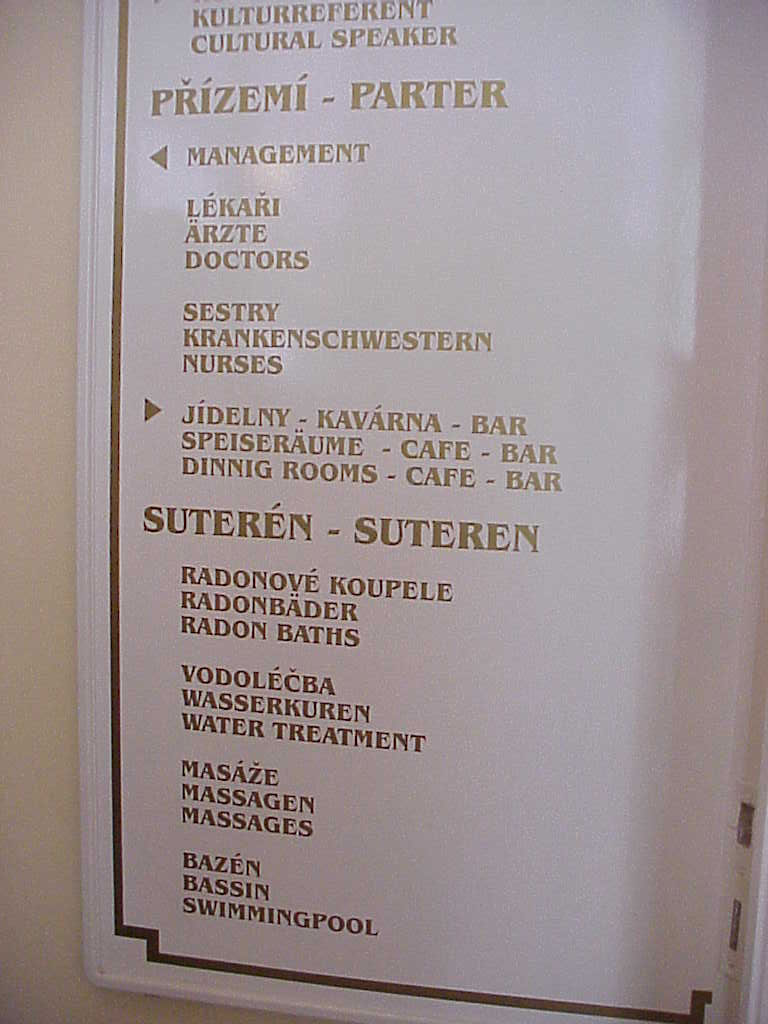 KULTURREFERENT
CULTURAL SPEAKER
PŘÍZEMÍ - PARTER
MANAGEMENT
LÉKAŘI
ÄRZTE
DOCTORS
SESTRY
KRANKENSCHWESTERN
NURSES
JÍDELNY - KAVÁRNA - BAR
SPEISERÄUME - CAFE - BAR
DINNIG ROOMS - CAFE - BAR
SUTERÉN - SUTEREN
RADONOVÉ KOUPELE
RADONBÄDER
RADON BATHS
VODOLÉČBA
WASSERKUREN
WATER TREATMENT
MASÁŽE
MASSAGEN
MASSAGES
BAZÉN
BASSIN
SWIMMINGPOOL